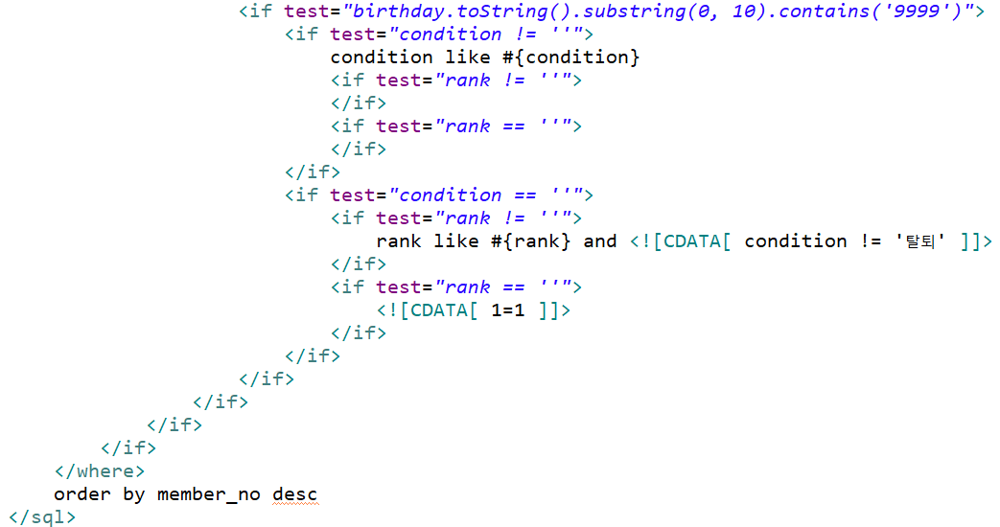 <if test="birthday.toString().substring(0, 10).contains('9999')">
<if test="condition != ''">
condition like #{condition}
<if test="rank != ''">
</if>
<if test="rank == ''">
</if>
</if>
<if test="condition == ''">
<if test="rank != ''">
rank like #{rank} and <![CDATA[ condition != '탈퇴' ]]>
</if>
<if test="rank == ''">
<![CDATA[ 1=1 ]]>
</if>
</if>
</if>
</if>
</if>
</if>
</where>
order by member_no desc
</sql>